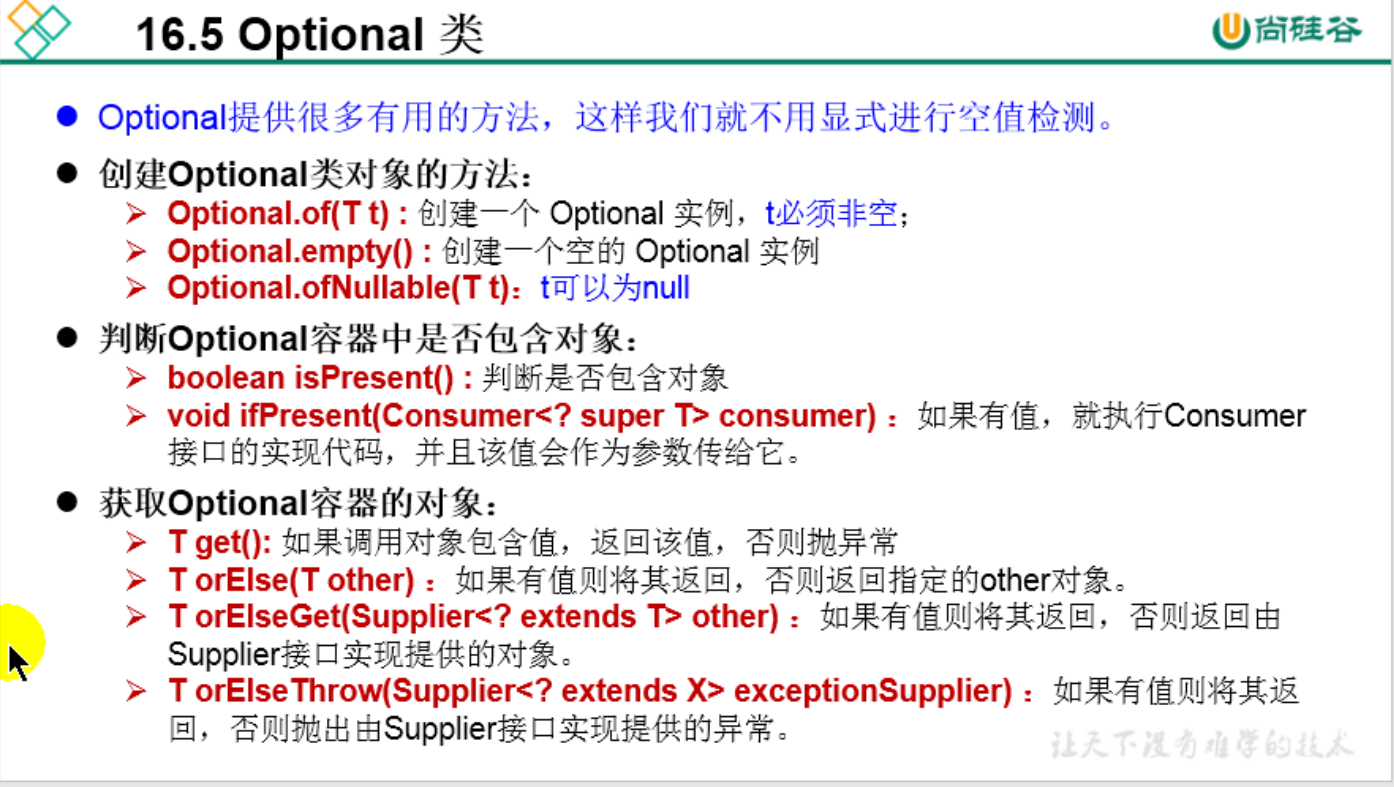 16.5 Optional 类
尚硅谷
Optional提供很多有用的方法，这样我们就不用显式进行空值检测。
创建Optional类对象的方法：
Optional.of(T t) : 创建一个 Optional 实例，t必须非空；
Optional.empty() : 创建一个空的 Optional 实例
Optional.ofNullable(T t)：t可以为null
判断Optional容器中是否包含对象：
boolean isPresent() : 判断是否包含对象
void ifPresent(Consumer<? super T> consumer) ：如果有值，就执行Consumer
接口的实现代码，并且该值会作为参数传给它。
获取Optional容器的对象：
T get(): 如果调用对象包含值，返回该值，否则抛异常
T orElse(T other) ：如果有值则将其返回，否则返回指定的other对象。
T orElseGet(Supplier<? extends T> other) ：如果有值则将其返回，否则返回由
Supplier接口实现提供的对象。
T orElseThrow(Supplier<? extends X> exceptionSupplier) ：如果有值则将其返
回，否则抛出由Supplier接口实现提供的异常。
让天下没有难学的技术